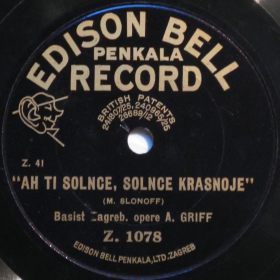 EDISON BELL
PENKALA
RECORD
BRITISH PATENTS
Z. 41
"AH TI SOLNCE, SOLNCE KRASNOJE"
(M. SLONOFF)
Basist Zagreb. opere A. GRIFF
Z. 1078
EDISON BELL PENKALA, LTD. ZAGREB